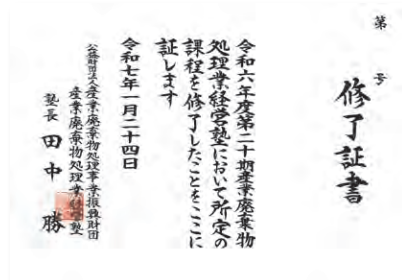 第　号
修了証書
令和六年度第二十期産業廃棄物
処理業経営塾において所定の
課程を修了したことをここに
証します
令和七年一月二十四日
公益財団法人産業廃棄物処理事業振興財団
産業廃棄物処理業経営塾
塾長　田中　勝